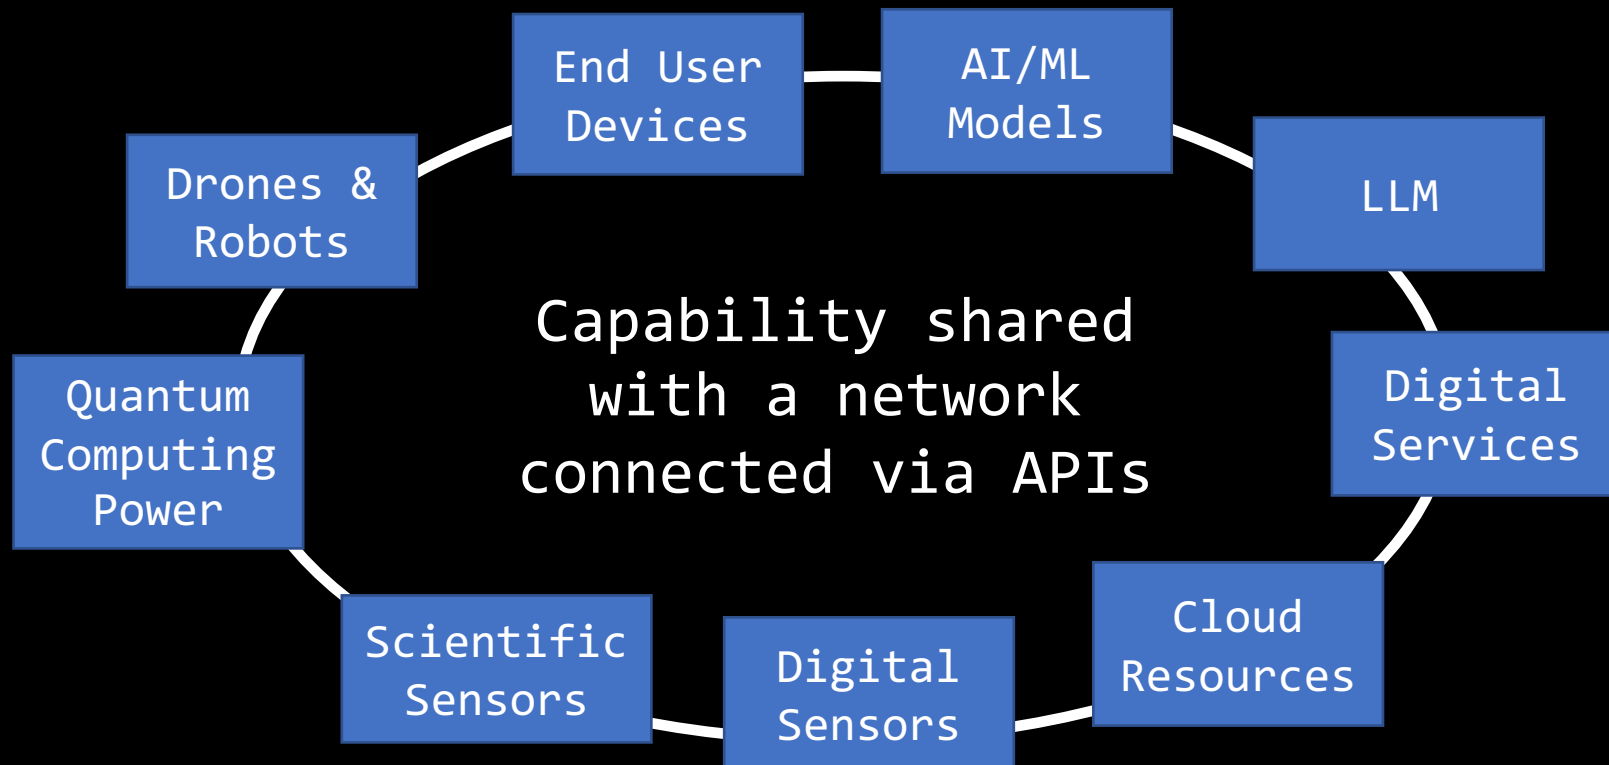 End User
Devices
AI/ML
Models
Drones &
Robots
LLM
Capability shared
with a network
connected via APIs
Quantum
Computing
Power
Digital
Services
Scientific
Sensors
Digital
Sensors
Cloud
Resources